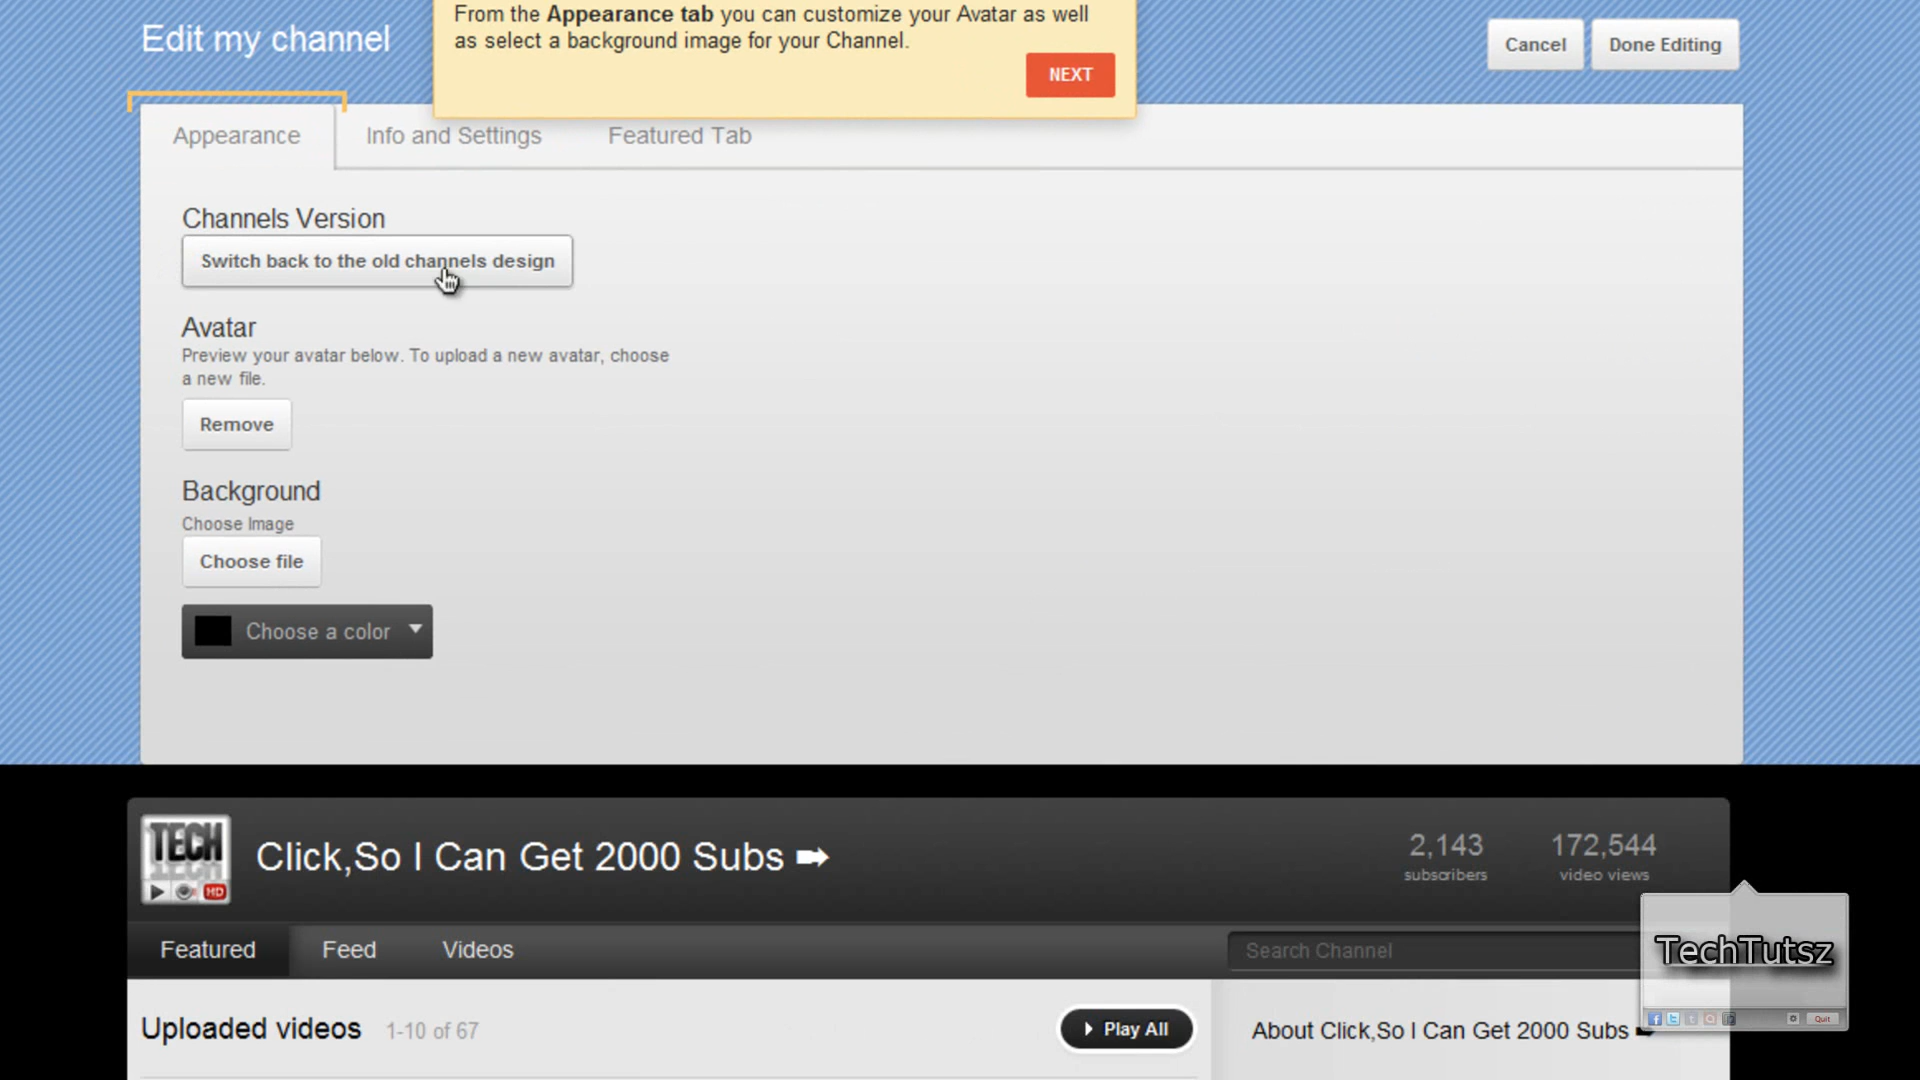 From the Appearance tab you can customize your Avatar as well
as select a background image for your Channel.
NEXT
Edit my channel
Cancel
Done Editing
Appearance
Info and Settings
Featured Tab
Channels Version
Switch back to the old channels design
Avatar
Preview your avatar below. To upload a new avatar, choose
a new file.
Remove
Background
Choose Image
Choose file
Choose a color
TECH
HD
Click,So I Can Get 2000 Subs ➨
2,143
subscribers
172,544
video views
Featured
Feed
Videos
Search Channel
TechTutsz
Quit
Uploaded videos 1-10 of 67
Play All
About Click,So I Can Get 2000 Subs ➨